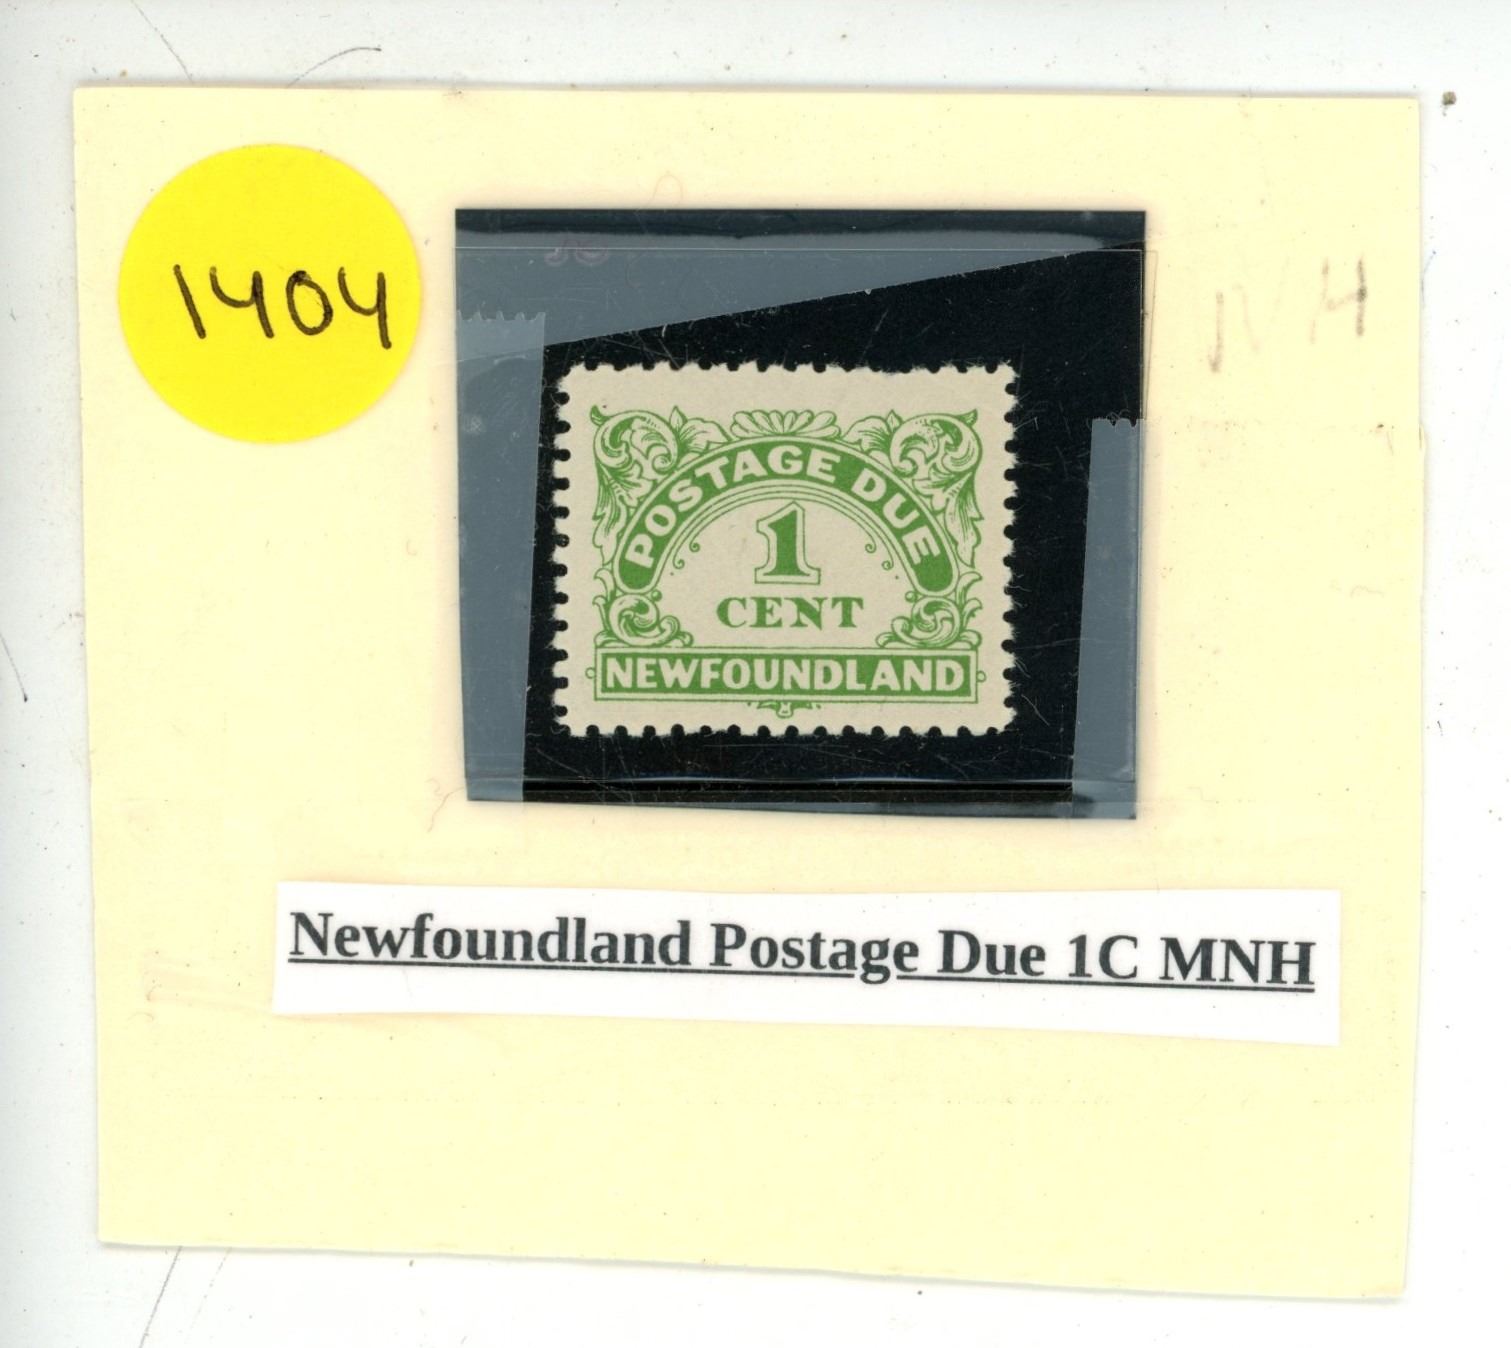 1404
NH
POSTAGE DUE
1
CENT
NEWFOUNDLAND
Newfoundland Postage Due 1C MNH